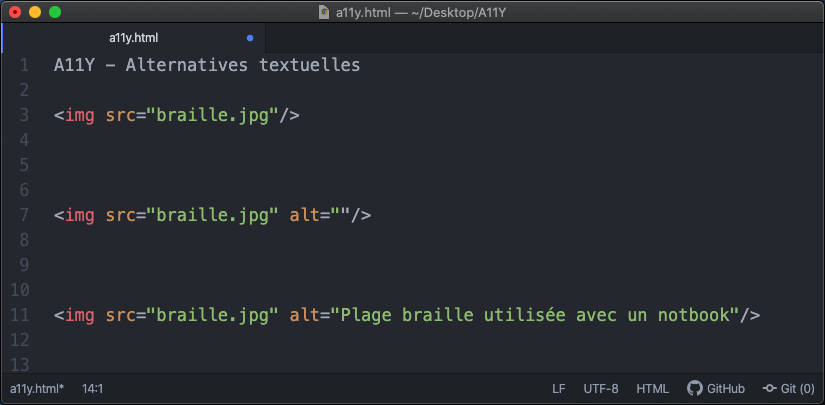 a11y.html — ~/Desktop/A11Y
a11y.html
1 A11Y - Alternatives textuelles
2
3 <img src="braille.jpg"/>
4
5
6
7 <img src="braille.jpg" alt=""/>
8
9
10
11 <img src="braille.jpg" alt="Plage braille utilisée avec un notbook"/>
12
13
a11y.html* 14:1 LF UTF-8 HTML GitHub Git (0)